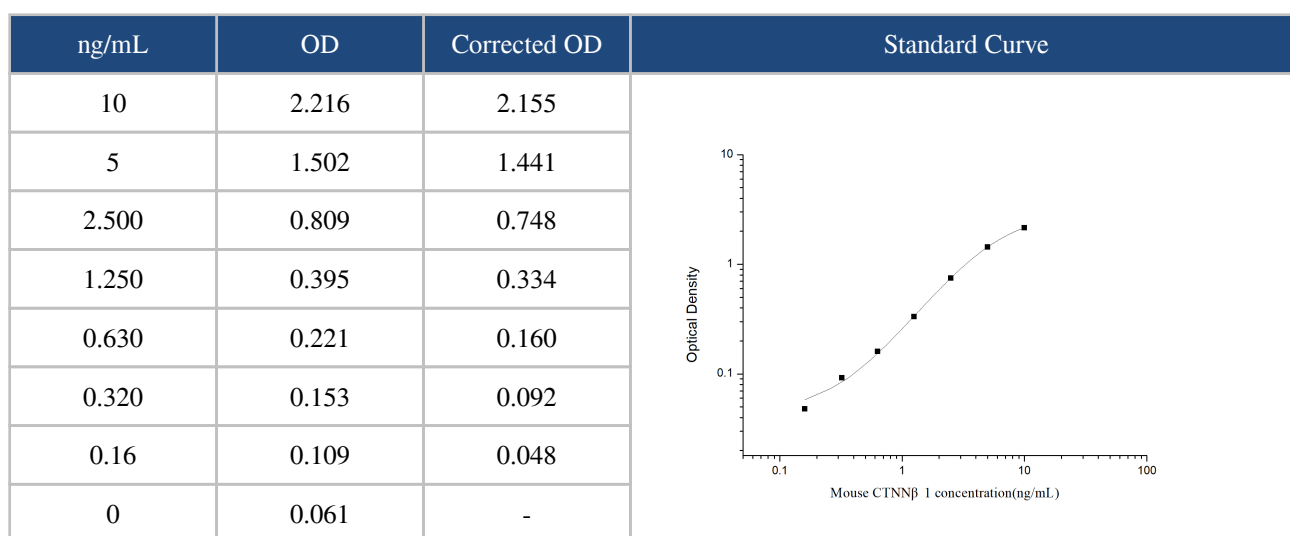 ng/mL OD Corrected OD Standard Curve
10 2.216 2.155
5 1.502 1.441
2.500 0.809 0.748
1.250 0.395 0.334
0.630 0.221 0.160
0.320 0.153 0.092
0.16 0.109 0.048
0 0.061 -
10
1
0.1
Optical Density
0.1 1 10 100
Mouse CTNNβ 1 concentration(ng/mL)